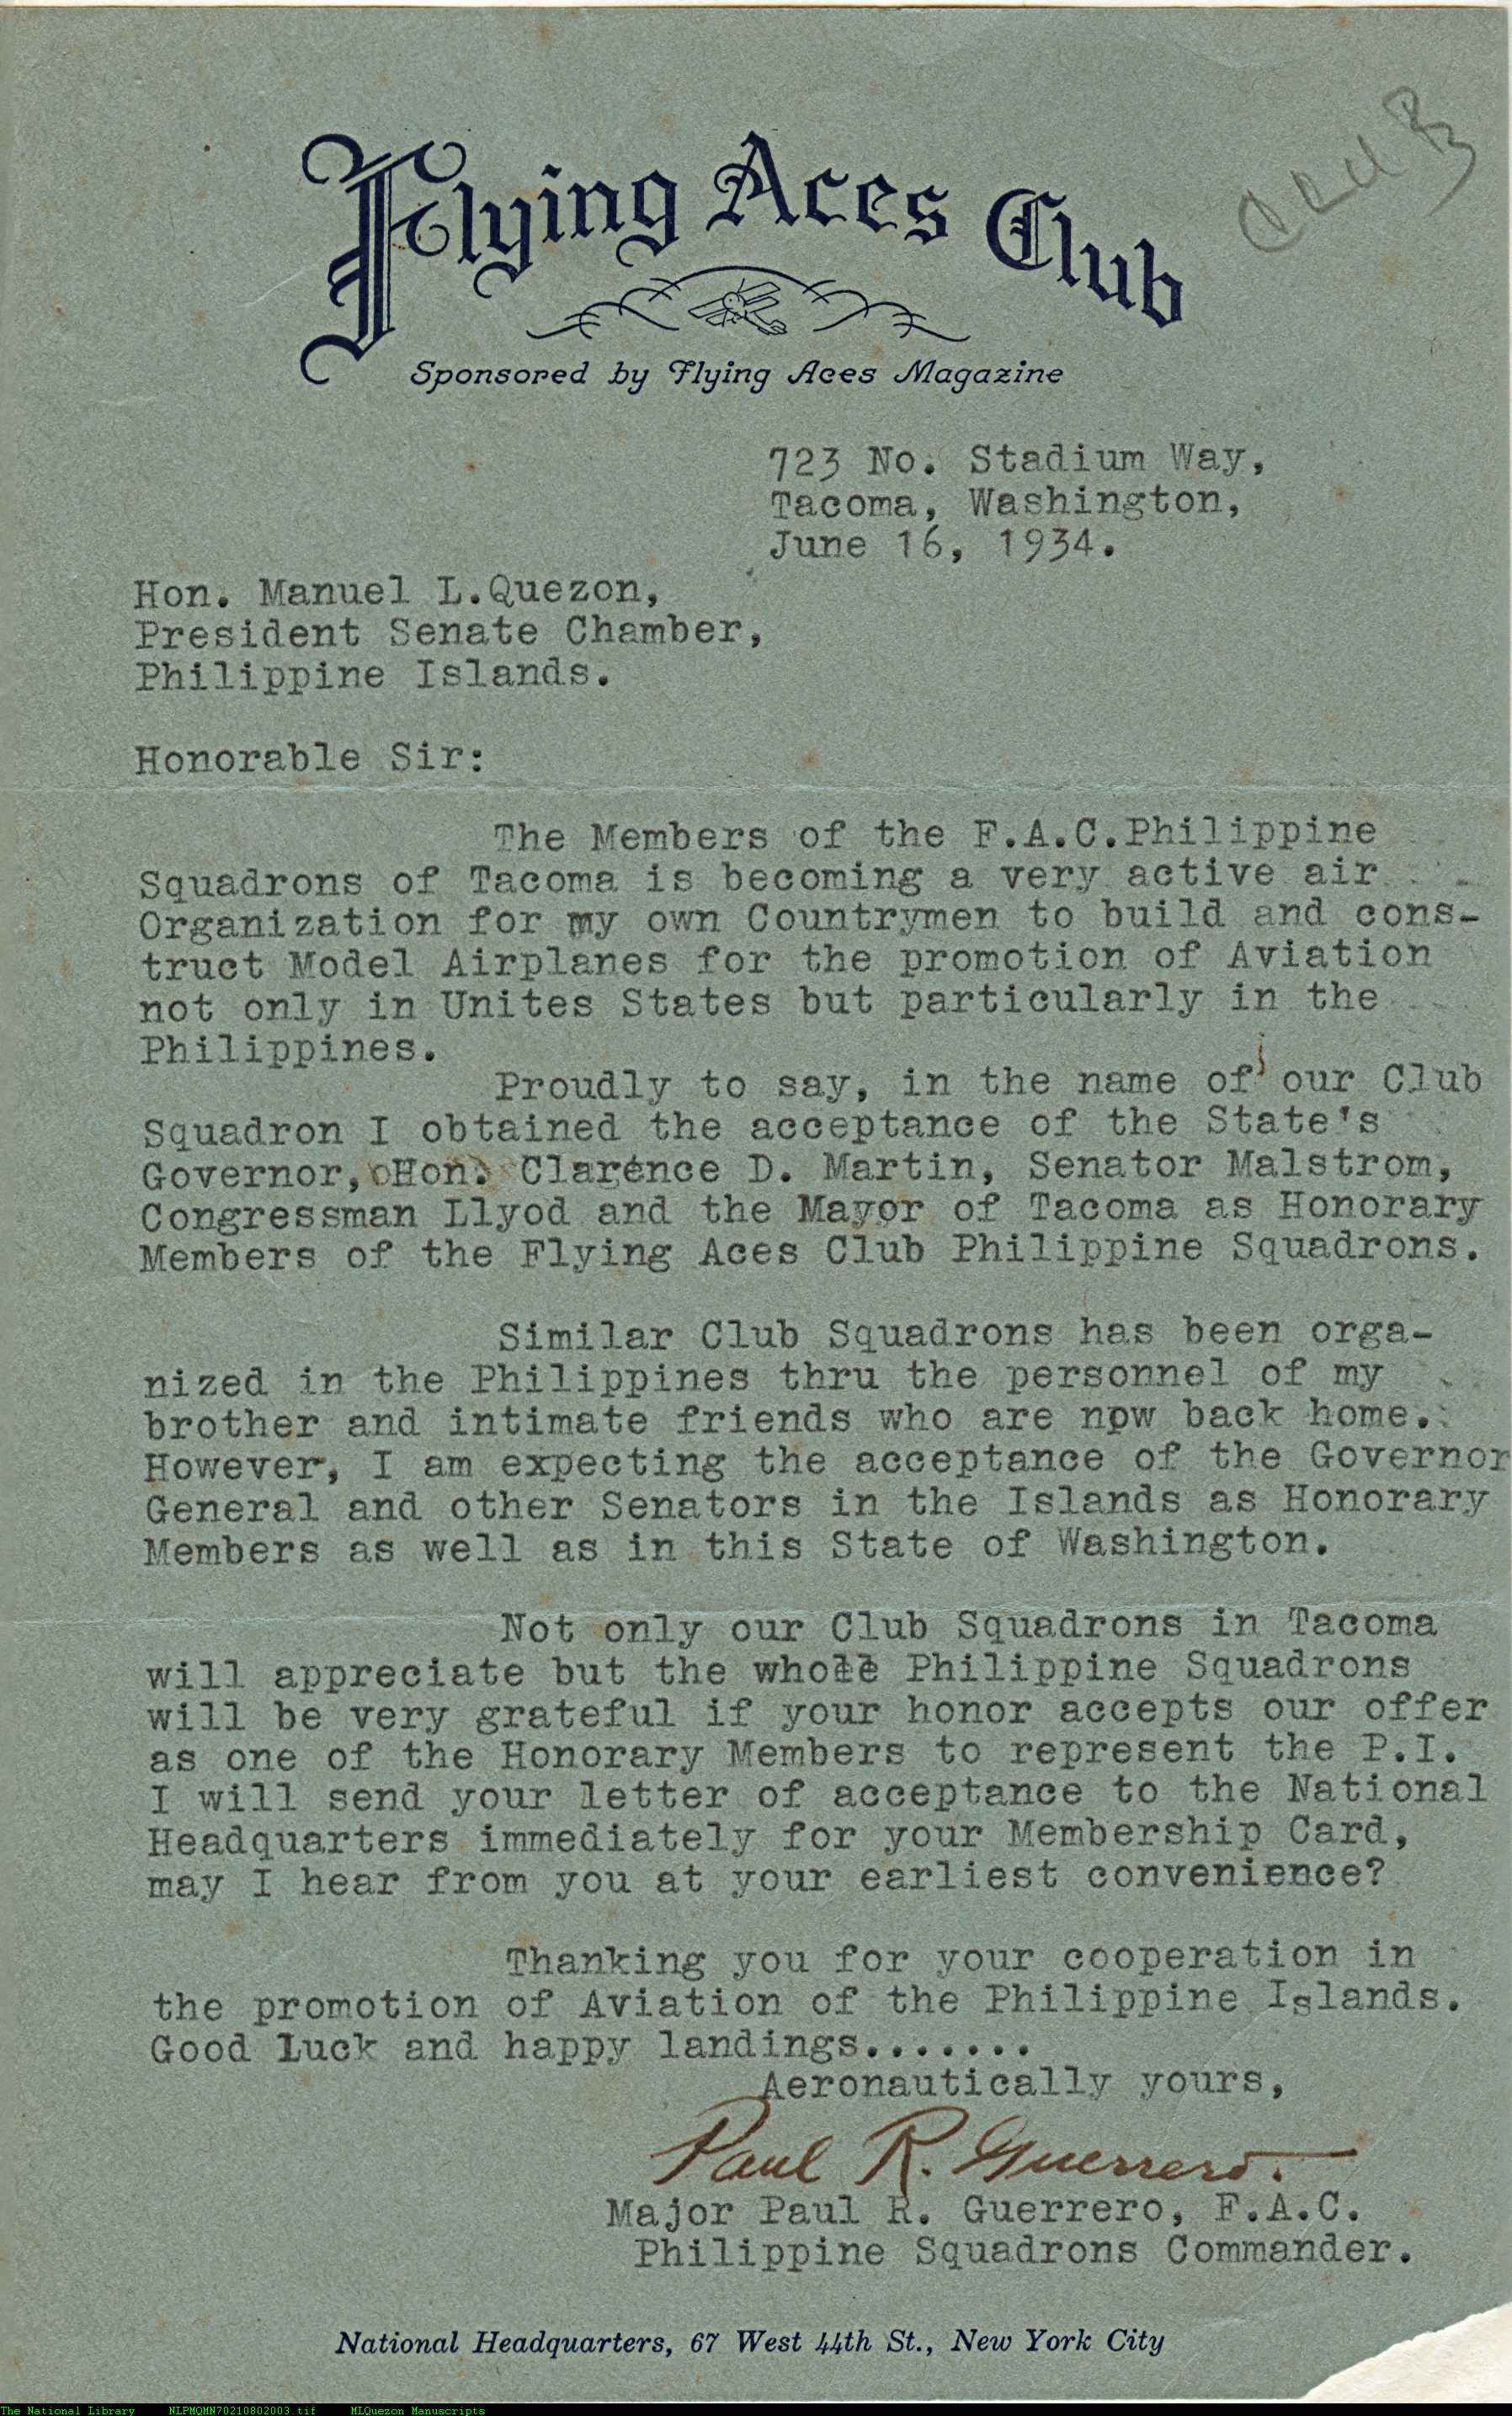 Flying Aces Club
Sponsored by Flying Aces Magazine
723 No. Stadium Way,
Tacoma, Washington,
June 16, 1934.
Hon. Manuel L.Quezon,
President Senate Chamber,
Philippine Islands.
Honorable Sir:
The Members of the F.A.C.Philippine
Squadrons of Tacoma is becoming a very active air
Organization for my own Countrymen to build and cons-
truct Model Airplanes for the promotion of Aviation
not only in Unites States but particularly in the
Philippines.
Proudly to say, in the name of our Club
Squadron I obtained the acceptance of the State's
Governor, Hon. Clarence D. Martin, Senator Malstrom,
Congressman Llyod and the Mayor of Tacoma as Honorary
Members of the Flying Aces Club Philippine Squadrons.
Similar Club Squadrons has been orga-
nized in the Philippines thru the personnel of my
brother and intimate friends who are now back home.
However, I am expecting the acceptance of the Governor
General and other Senators in the Islands as Honorary
Members as well as in this State of Washington.
Not only our Club Squadrons in Tacoma
will appreciate but the whole Philippine Squadrons
will be very grateful if your honor accepts our offer
as one of the Honorary Members to represent the P.I.
I will send your letter of acceptance to the National
Headquarters immediately for your Membership Card,
may I hear from you at your earliest convenience?
Thanking you for your cooperation in
the promotion of Aviation of the Philippine Islands.
Good Luck and happy landings.......
Aeronautically yours,
Paul R. Guerrero.
Major Paul R. Guerrero, F.A.C.
Philippine Squadrons Commander.
National Headquarters, 67 West 44th St., New York City
The National Library NLPMQMN70210802003.tif MLQuezon Manuscripts